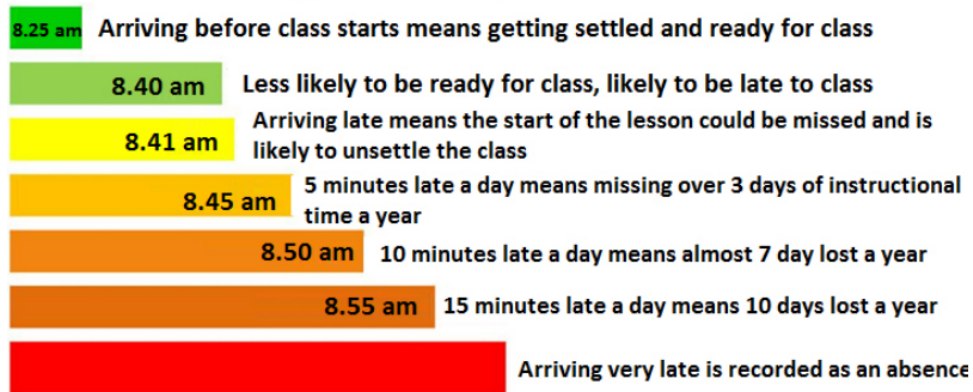 8.25 am Arriving before class starts means getting settled and ready for class
8.40 am Less likely to be ready for class, likely to be late to class
8.41 am Arriving late means the start of the lesson could be missed and is
likely to unsettle the class
8.45 am 5 minutes late a day means missing over 3 days of instructional
time a year
8.50 am 10 minutes late a day means almost 7 day lost a year
8.55 am 15 minutes late a day means 10 days lost a year
Arriving very late is recorded as an absence